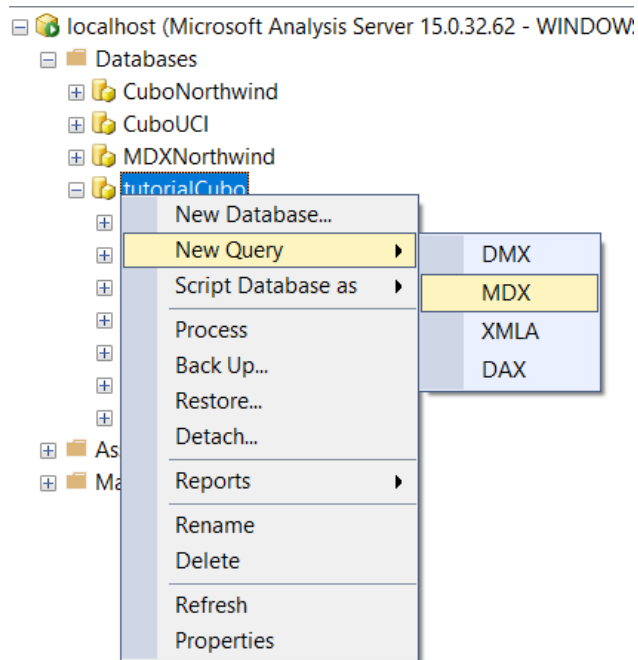 localhost (Microsoft Analysis Server 15.0.32.62 - WINDOWS
Databases
CuboNorthwind
CuboUCI
MDXNorthwind
tutorialCubo
New Database...
New Query
Script Database as
Process
Back Up...
Restore...
Detach...
Reports
Rename
Delete
Refresh
Properties
DMX
MDX
XMLA
DAX
As
Ma